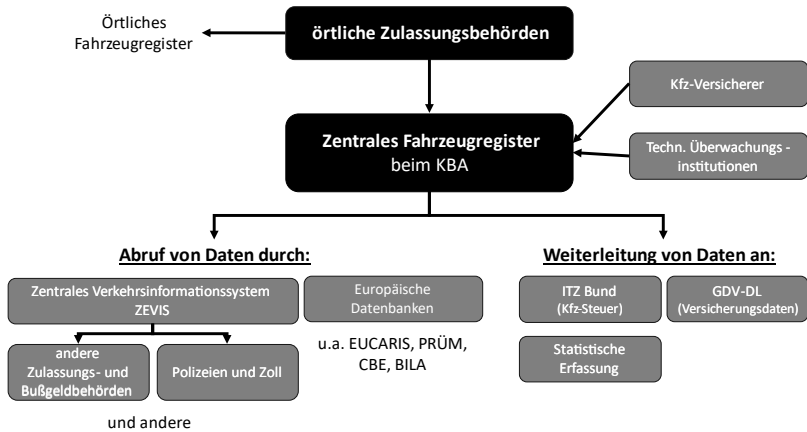 Örtliches
Fahrzeugregister
örtliche Zulassungsbehörden
Kfz-Versicherer
Zentrales Fahrzeugregister
beim KBA
Techn. Überwachungs -
institutionen
Abruf von Daten durch:
Weiterleitung von Daten an:
Zentrales Verkehrsinformationssystem
ZEVIS
Europäische
Datenbanken
ITZ Bund
(Kfz-Steuer)
GDV-DL
(Versicherungsdaten)
u.a. EUCARIS, PRÜM,
CBE, BILA
andere
Zulassungs- und
Bußgeldbehörden
Polizeien und Zoll
Statistische
Erfassung
und andere